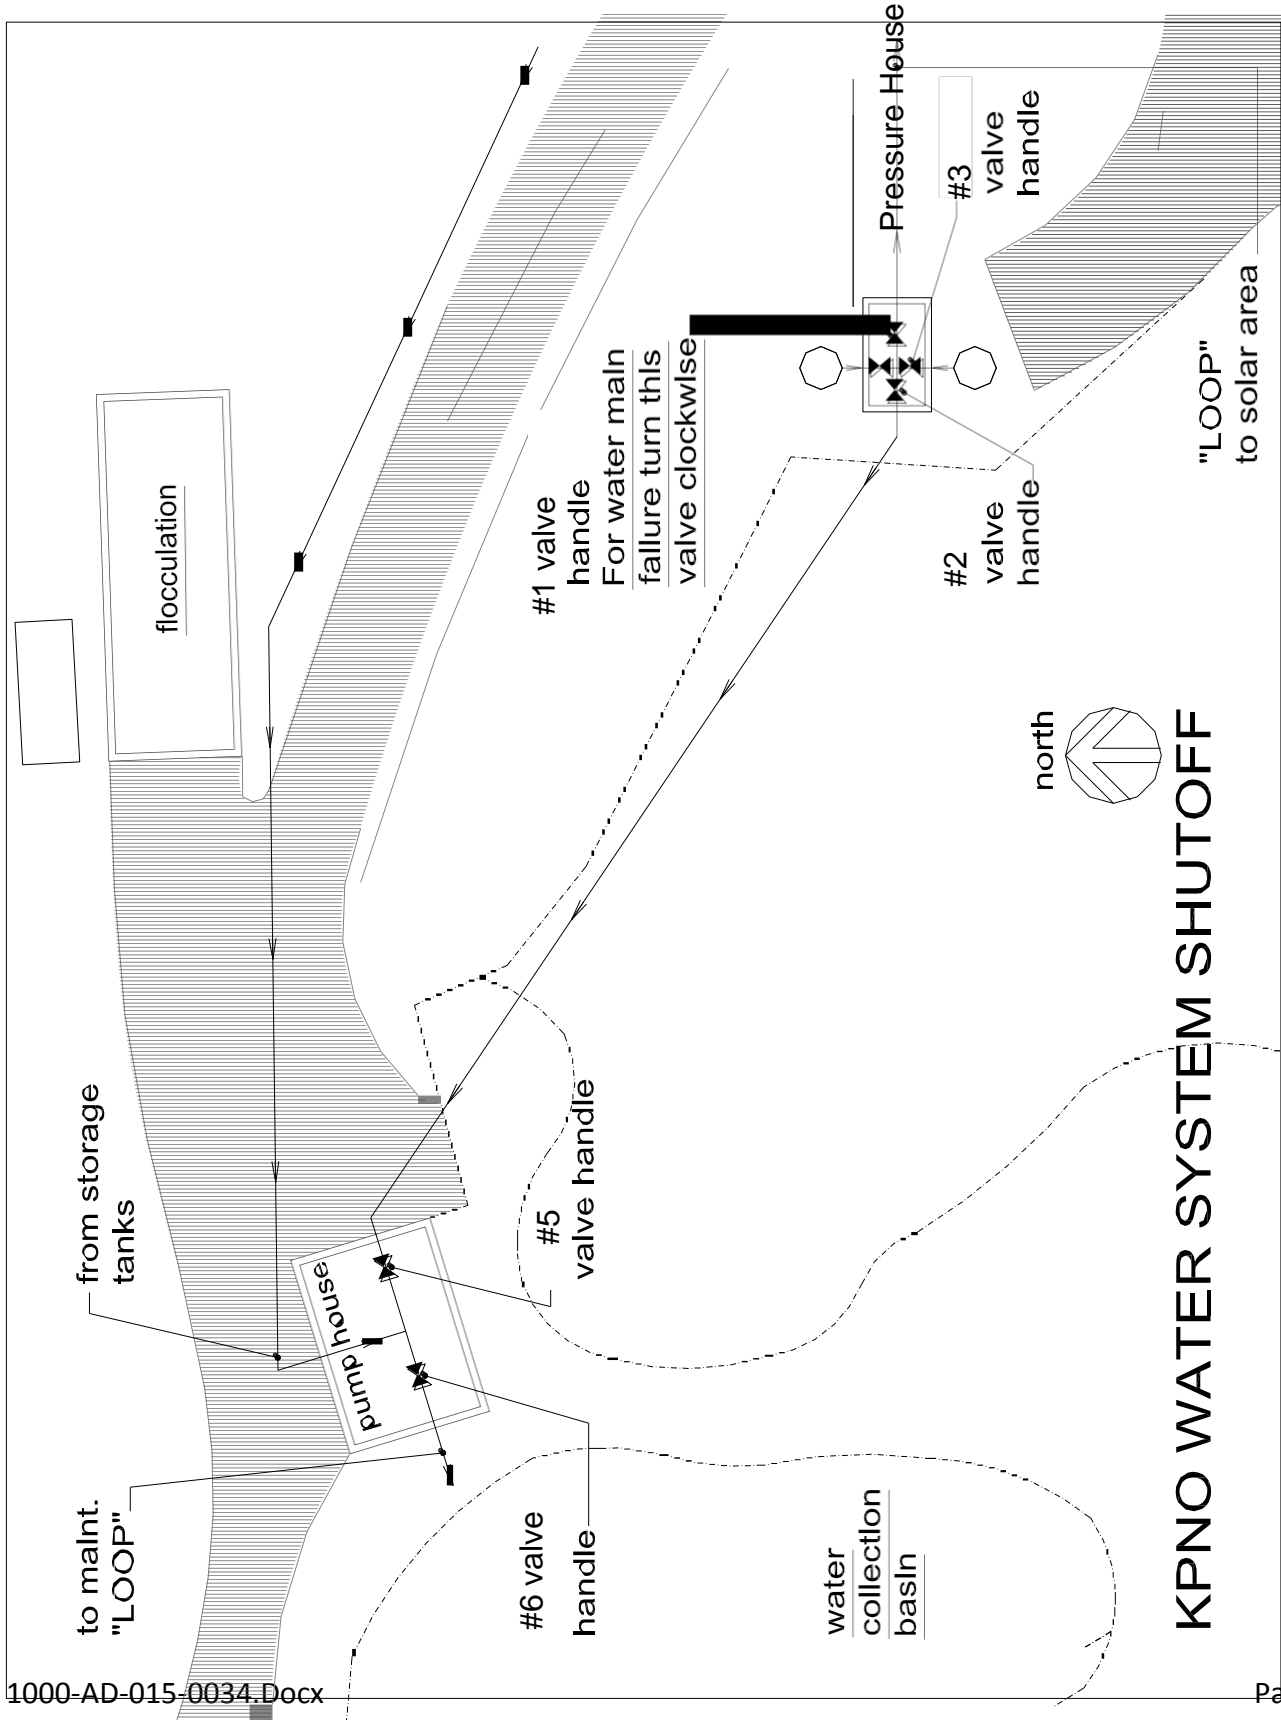 flocculation
from storage
tanks
to maInt.
"LOOP"
pump house
#5
valve handle
#6 valve
handle
#1 valve
handle
For water maIn
faIlure turn thIs
valve clockwIse
Pressure House
#3
valve
handle
#2
valve
handle
"LOOP"
to solar area
north
water
collectIon
basIn
KPNO WATER SYSTEM SHUTOFF
1000-AD-015-0034.Docx